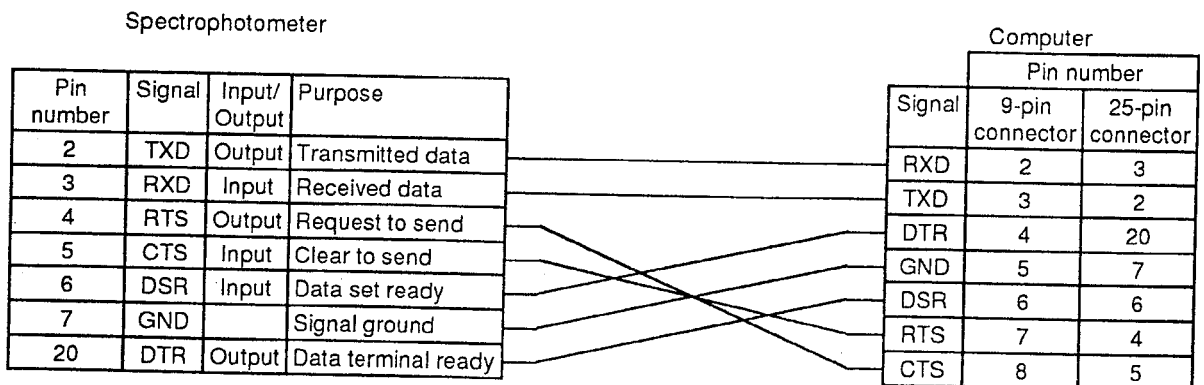 Spectrophotometer
Pin number Signal Input/Output Purpose
2 TXD Output Transmitted data
3 RXD Input Received data
4 RTS Output Request to send
5 CTS Input Clear to send
6 DSR Input Data set ready
7 GND Signal ground
20 DTR Output Data terminal ready
Computer
Pin number
Signal 9-pin connector 25-pin connector
RXD 2 3
TXD 3 2
DTR 4 20
GND 5 7
DSR 6 6
RTS 7 4
CTS 8 5